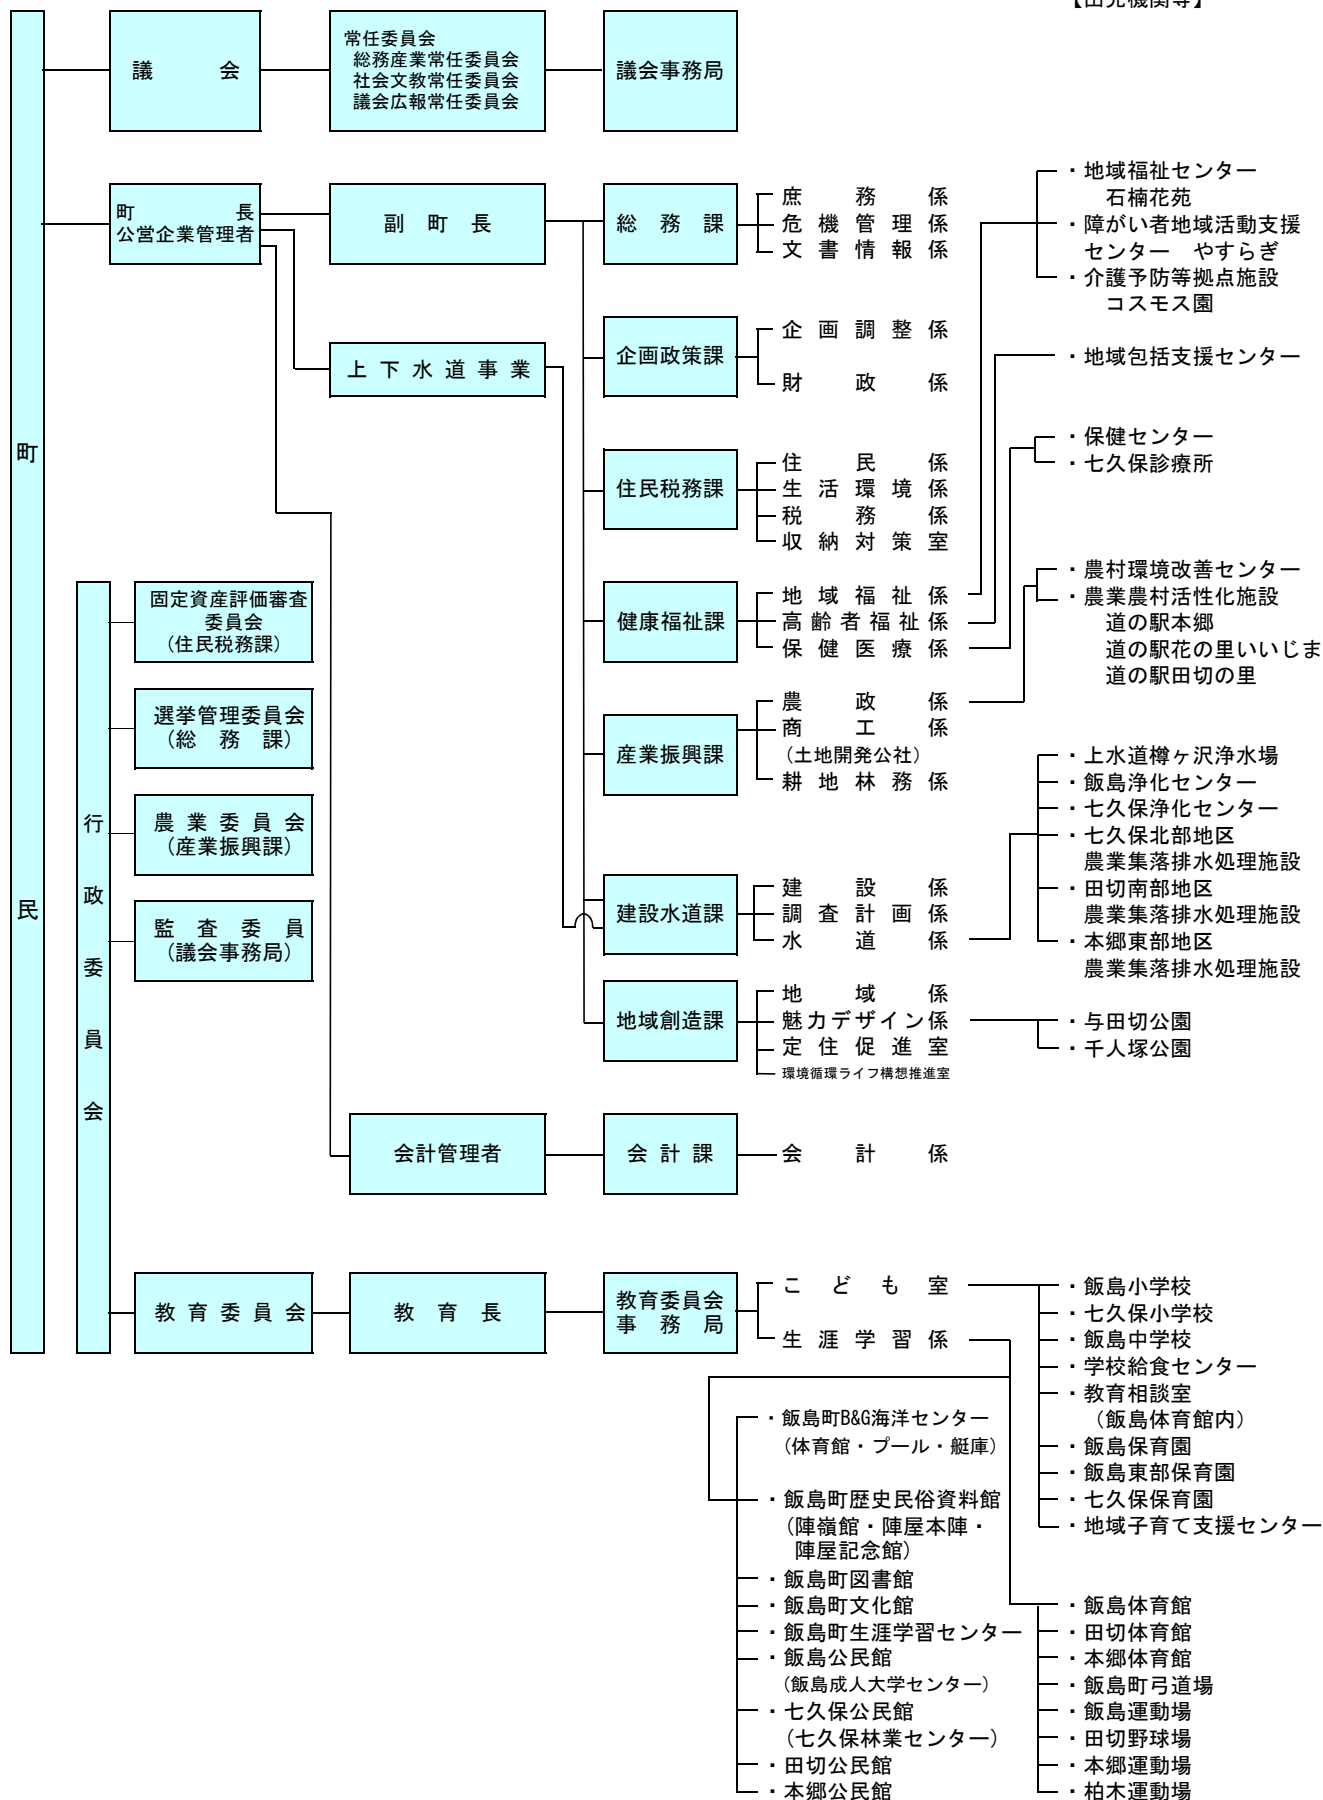 【出先機関等】
町民
議会
常任委員会
総務産業常任委員会
社会文教常任委員会
議会広報常任委員会
議会事務局
町長
公営企業管理者
副町長
上下水道事業
総務課
庶務係
危機管理係
文書情報係
企画政策課
企画調整係
財政係
住民税務課
住民係
生活環境係
税務係
収納対策室
健康福祉課
地域福祉係
高齢者福祉係
保健医療係
・地域福祉センター
石楠花苑
・障がい者地域活動支援
センター　やすらぎ
・介護予防等拠点施設
コスモス園
・地域包括支援センター
・保健センター
・七久保診療所
産業振興課
農政係
商工係
(土地開発公社)
耕地林務係
・農村環境改善センター
・農業農村活性化施設
道の駅本郷
道の駅花の里いいじま
道の駅田切の里
建設水道課
建設係
調査計画係
水道係
・上水道樽ヶ沢浄水場
・飯島浄化センター
・七久保浄化センター
・七久保北部地区
農業集落排水処理施設
・田切南部地区
農業集落排水処理施設
・本郷東部地区
農業集落排水処理施設
地域創造課
地域係
魅力デザイン係
定住促進室
環境循環ライフ構想推進室
・与田切公園
・千人塚公園
会計管理者
会計課
会計係
行政委員会
固定資産評価審査
委員会
(住民税務課)
選挙管理委員会
(総務課)
農業委員会
(産業振興課)
監査委員
(議会事務局)
教育委員会
教育長
教育委員会
事務局
こども室
生涯学習係
・飯島小学校
・七久保小学校
・飯島中学校
・学校給食センター
・教育相談室
(飯島体育館内)
・飯島保育園
・飯島東部保育園
・七久保保育園
・地域子育て支援センター
・飯島町B&G海洋センター
(体育館・プール・艇庫)
・飯島町歴史民俗資料館
(陣嶺館・陣屋本陣・
陣屋記念館)
・飯島町図書館
・飯島町文化館
・飯島町生涯学習センター
・飯島公民館
(飯島成人大学センター)
・七久保公民館
(七久保林業センター)
・田切公民館
・本郷公民館
・飯島体育館
・田切体育館
・本郷体育館
・飯島町弓道場
・飯島運動場
・田切野球場
・本郷運動場
・柏木運動場